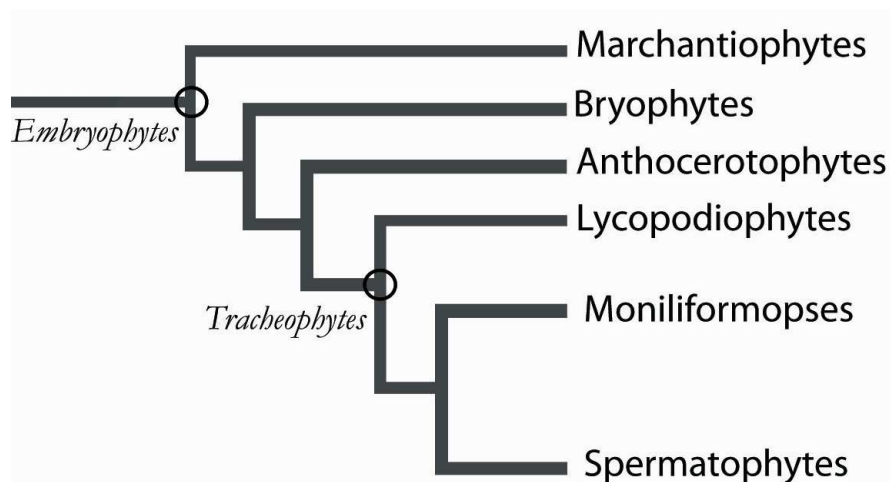 Marchantiophytes
Bryophytes
Embryophytes
Anthocerotophytes
Lycopodiophytes
Moniliformopses
Tracheophytes
Spermatophytes